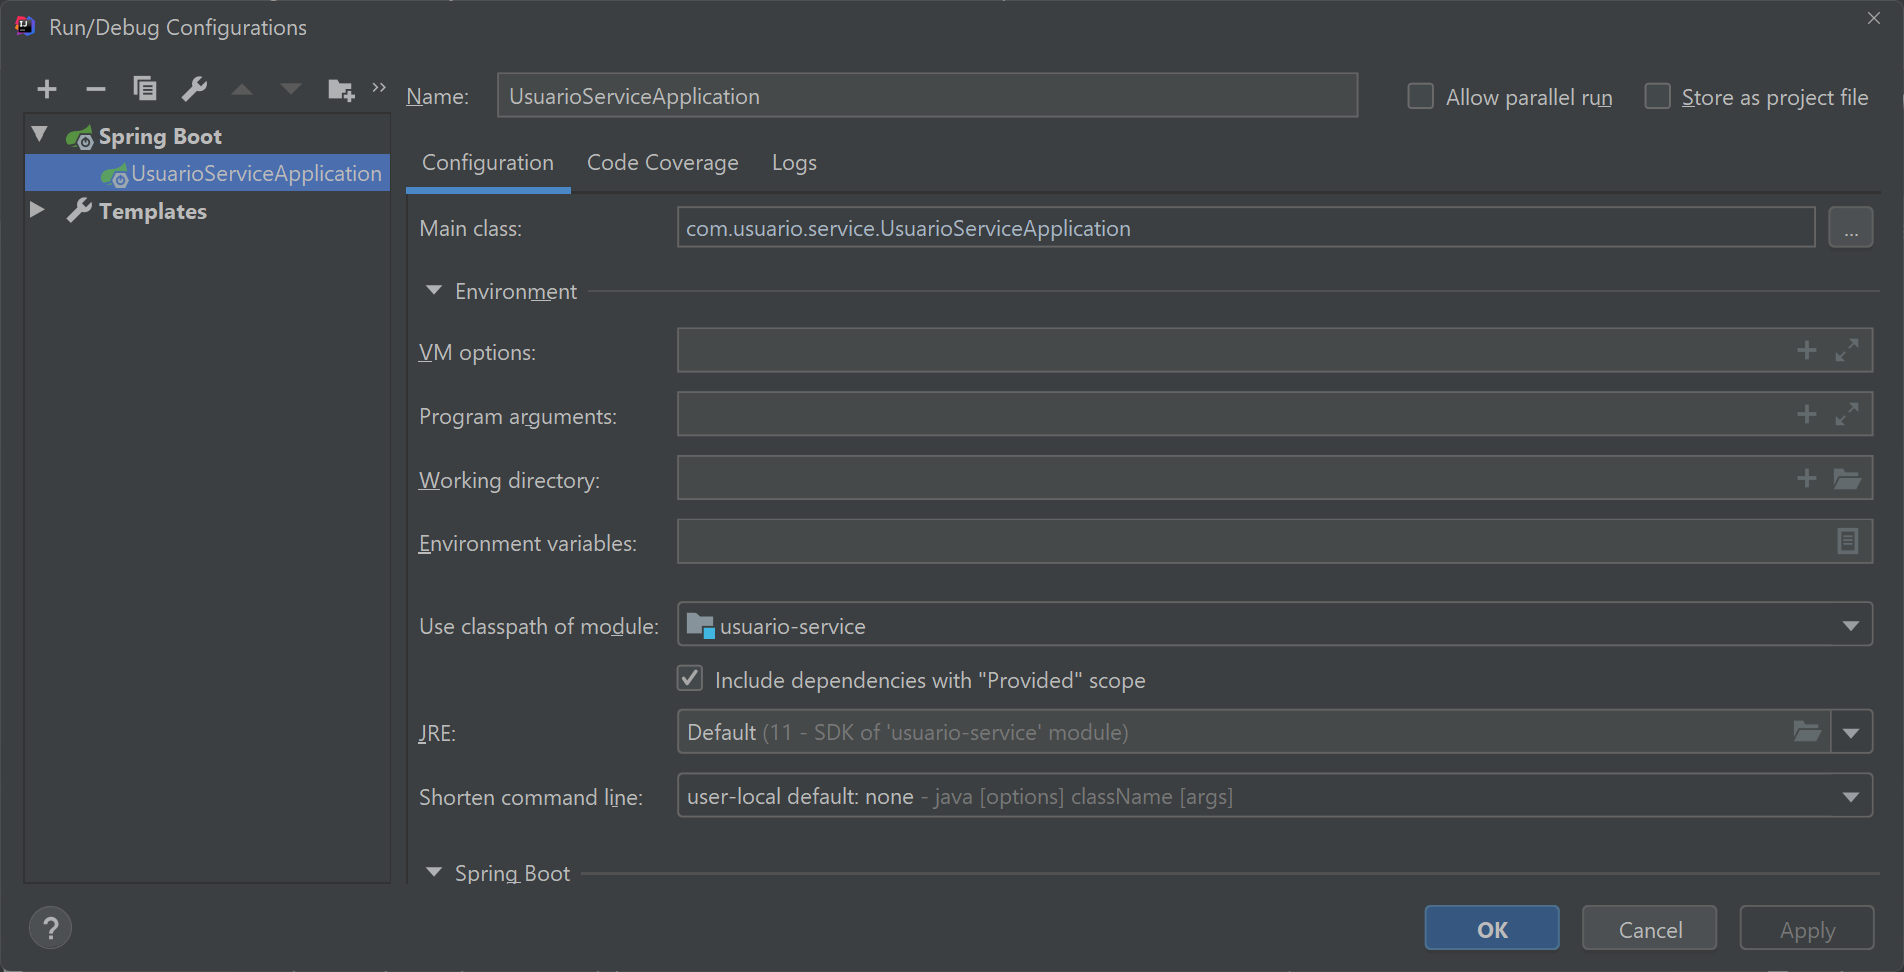 Run/Debug Configurations
Name: UsuarioServiceApplication
Allow parallel run
Store as project file
Spring Boot
UsuarioServiceApplication
Templates
Configuration Code Coverage Logs
Main class: com.usuario.service.UsuarioServiceApplication ...
Environment
VM options:
Program arguments:
Working directory:
Environment variables:
Use classpath of module: usuario-service
Include dependencies with "Provided" scope
JRE: Default (11 - SDK of 'usuario-service' module)
Shorten command line: user-local default: none - java [options] className [args]
Spring Boot
? OK Cancel Apply